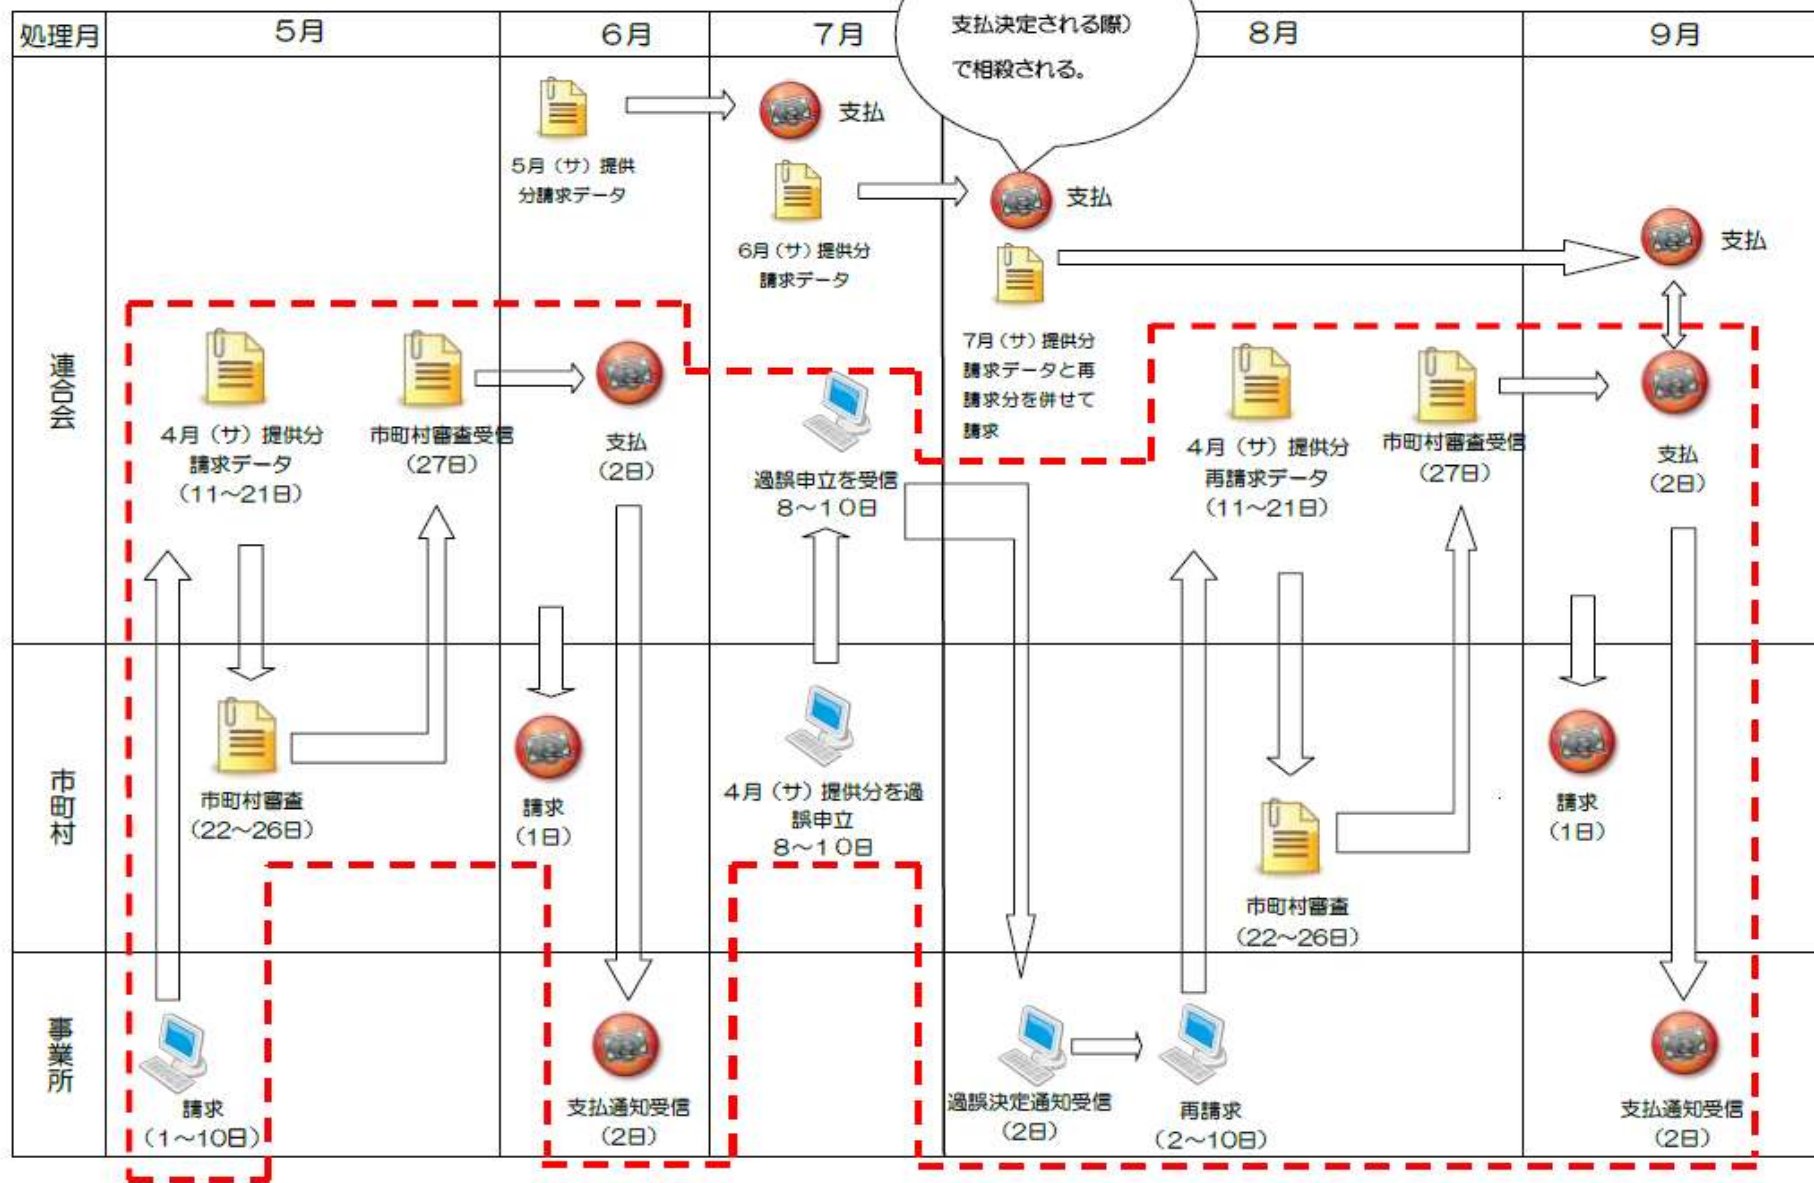 支払決定される際）
で相殺される。
処理月
5月
6月
7月
8月
9月
連合会
5月（サ）提供
分請求データ
支払
6月（サ）提供分
請求データ
支払
7月（サ）提供分
請求データと再
請求分を併せて
請求
支払
4月（サ）提供分
請求データ
（11～21日）
市町村審査受信
（27日）
支払
（2日）
過誤申立を受信
8～10日
4月（サ）提供分
再請求データ
（11～21日）
市町村審査受信
（27日）
支払
（2日）
市町村
市町村審査
（22～26日）
請求
（1日）
4月（サ）提供分を過
誤申立
8～10日
市町村審査
（22～26日）
請求
（1日）
事業所
請求
（1～10日）
支払通知受信
（2日）
過誤決定通知受信
（2日）
再請求
（2～10日）
支払通知受信
（2日）